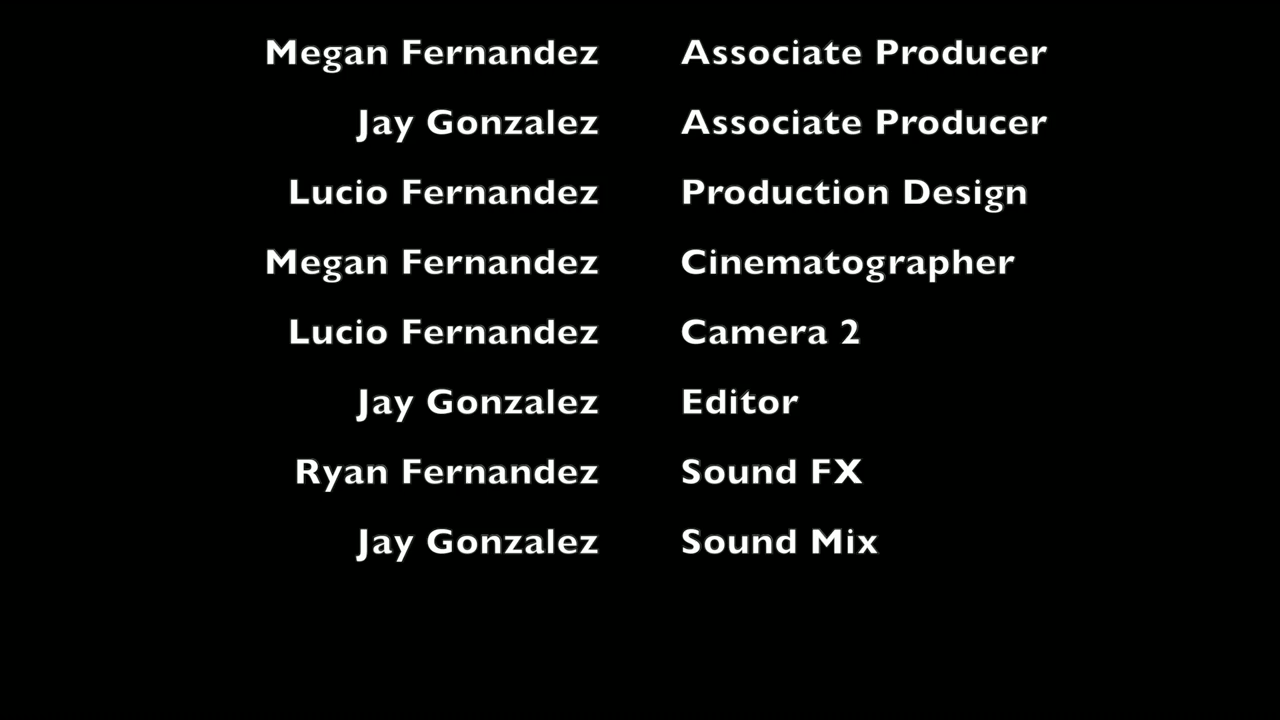 Megan Fernandez Associate Producer
Jay Gonzalez Associate Producer
Lucio Fernandez Production Design
Megan Fernandez Cinematographer
Lucio Fernandez Camera 2
Jay Gonzalez Editor
Ryan Fernandez Sound FX
Jay Gonzalez Sound Mix